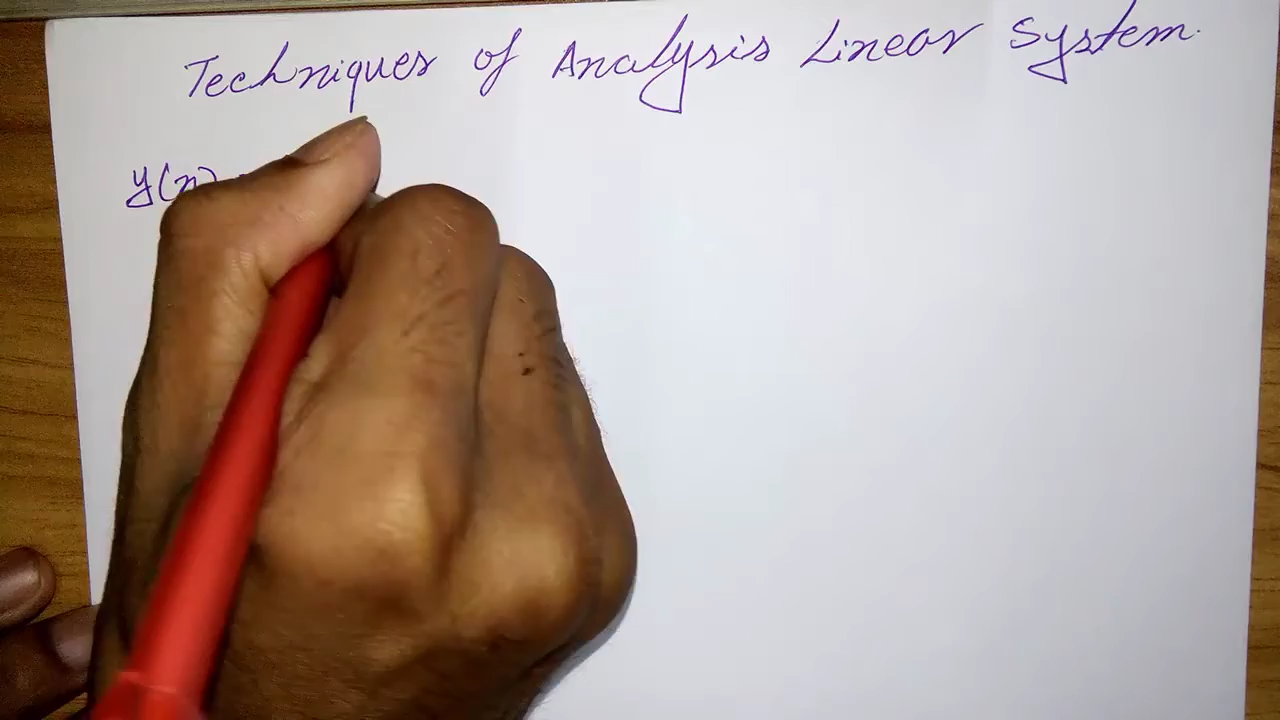 Techniques of Analysis Linear System.
y(n) =